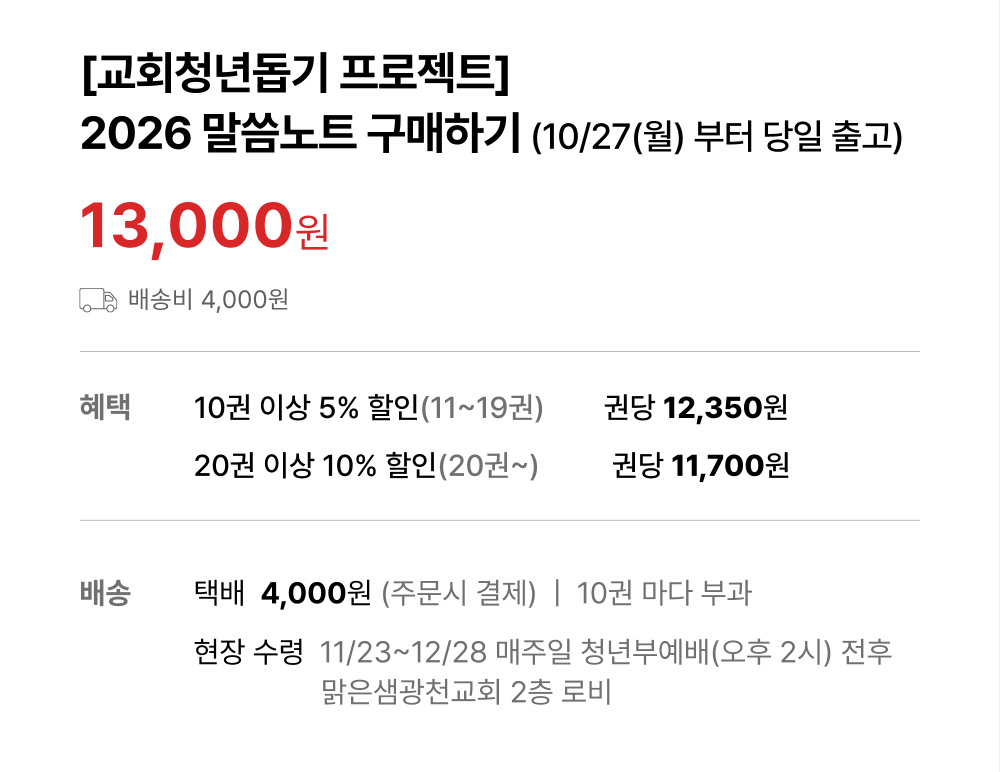 [교회청년돕기 프로젝트]
2026 말씀노트 구매하기 (10/27(월) 부터 당일 출고)
13,000원
배송비 4,000원
혜택 10권 이상 5% 할인(11~19권) 권당 12,350원
20권 이상 10% 할인(20권~) 권당 11,700원
배송 택배 4,000원 (주문시 결제) | 10권 마다 부과
현장 수령 11/23~12/28 매주일 청년부예배(오후 2시) 전후
맑은샘광천교회 2층 로비